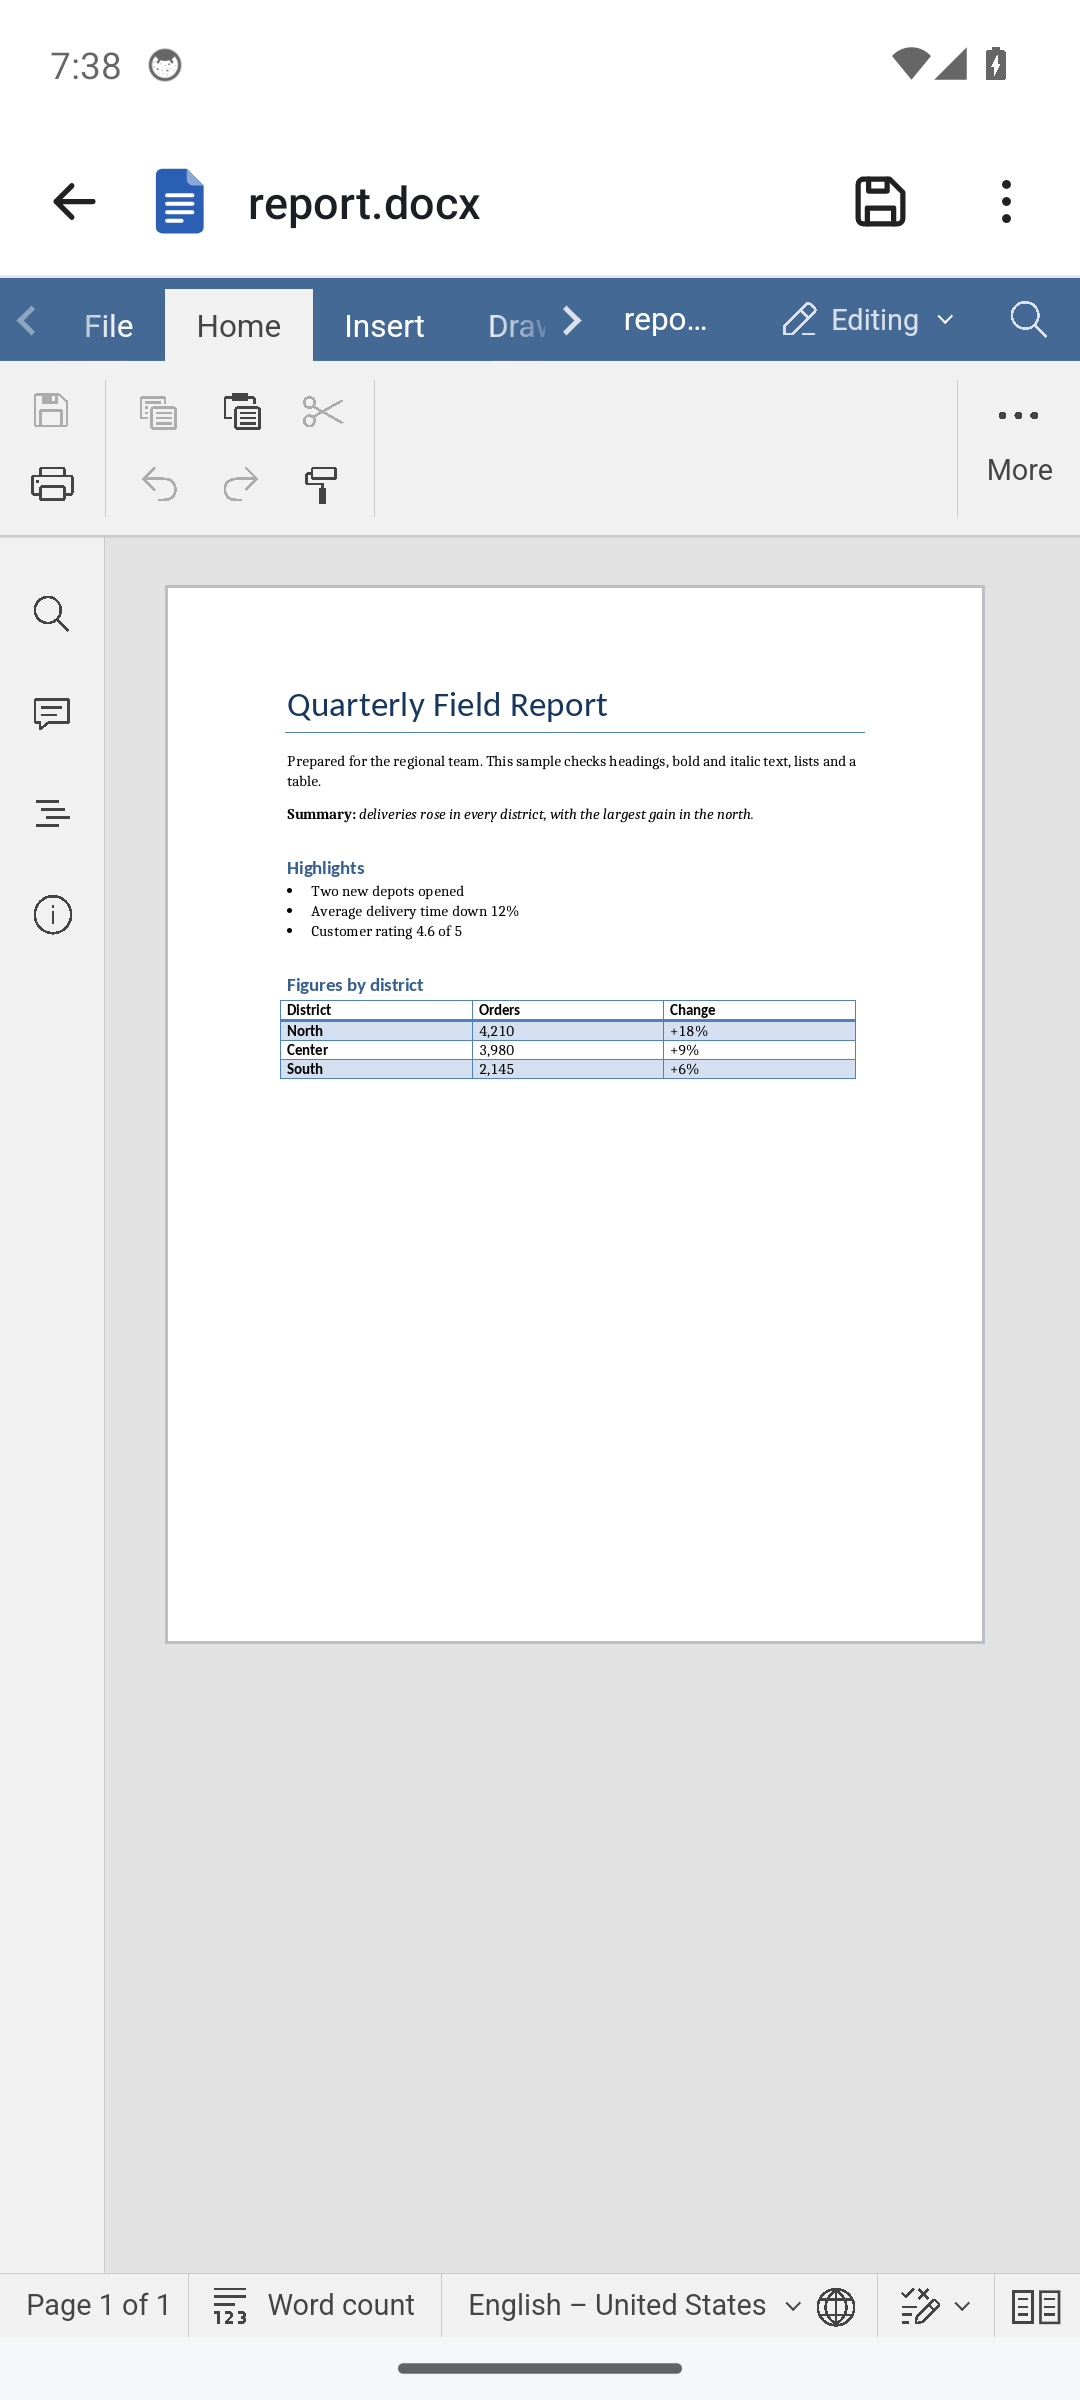 7:38
report.docx
File Home Insert Draw repo... Editing
More
Quarterly Field Report
Prepared for the regional team. This sample checks headings, bold and italic text, lists and a
table.
Summary: deliveries rose in every district, with the largest gain in the north.
Highlights
• Two new depots opened
• Average delivery time down 12%
• Customer rating 4.6 of 5
Figures by district
District Orders Change
North 4,210 +18%
Center 3,980 +9%
South 2,145 +6%
Page 1 of 1 123 Word count English – United States